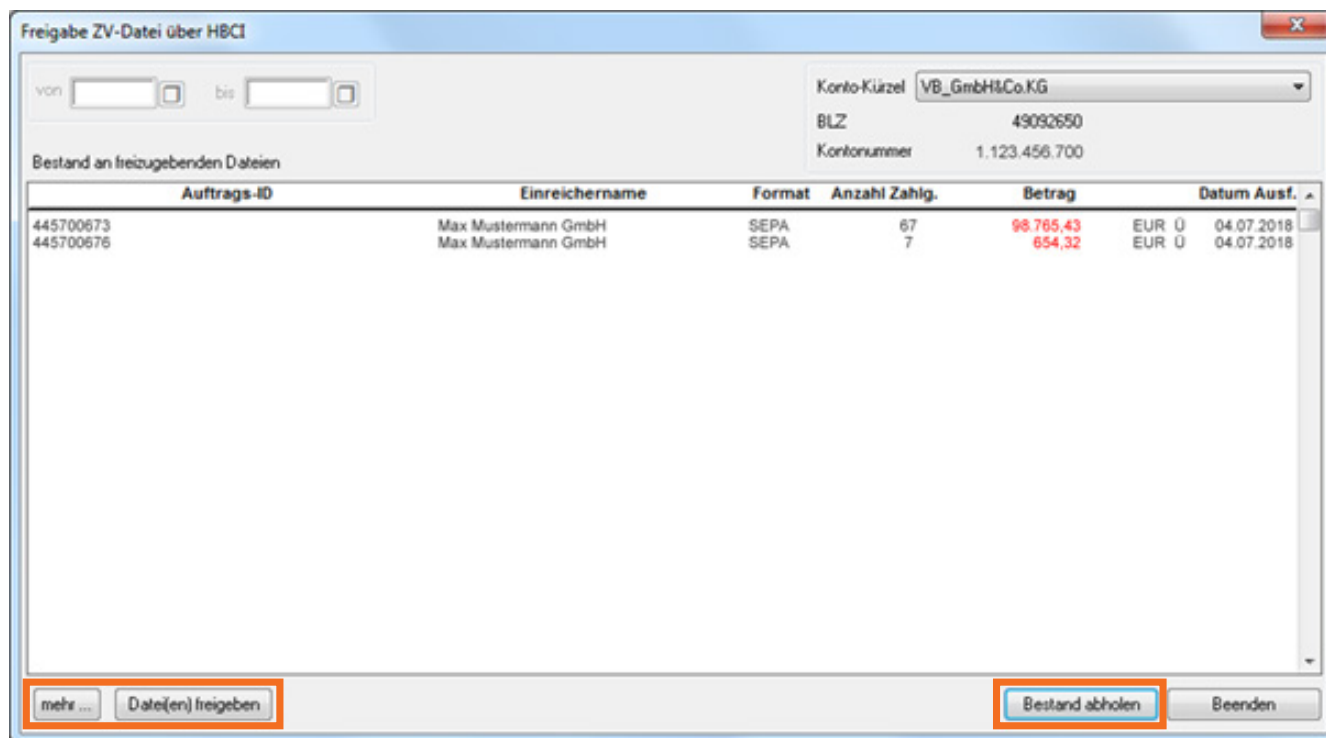 Freigabe ZV-Datei über HBCI
von bis
Konto-Kürzel VB_GmbH&Co.KG
BLZ 49092650
Kontonummer 1.123.456.700
Bestand an freizugebenden Dateien
Auftrags-ID Einreichername Format Anzahl Zahlg. Betrag Datum Ausf.
445700673 Max Mustermann GmbH SEPA 67 98.765,43 EUR Ü 04.07.2018
445700676 Max Mustermann GmbH SEPA 7 654,32 EUR Ü 04.07.2018
mehr ... Datei(en) freigeben Bestand abholen Beenden